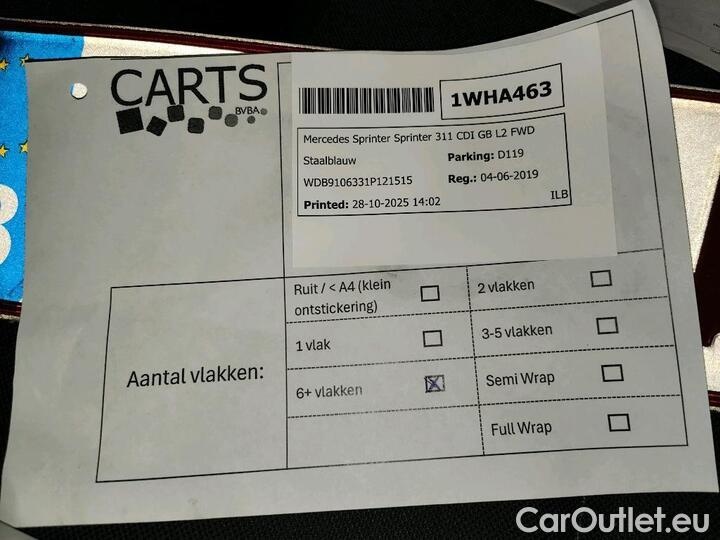 CARTS
BVBA
1WHA463
Mercedes Sprinter Sprinter 311 CDI GB L2 FWD
Staalblauw
Parking: D119
WDB9106331P121515
Reg.: 04-06-2019
Printed: 28-10-2025 14:02
ILB
Aantal vlakken:
Ruit / < A4 (klein
ontstickering)
2 vlakken
1 vlak
3-5 vlakken
6+ vlakken
Semi Wrap
Full Wrap
CarOutlet.eu